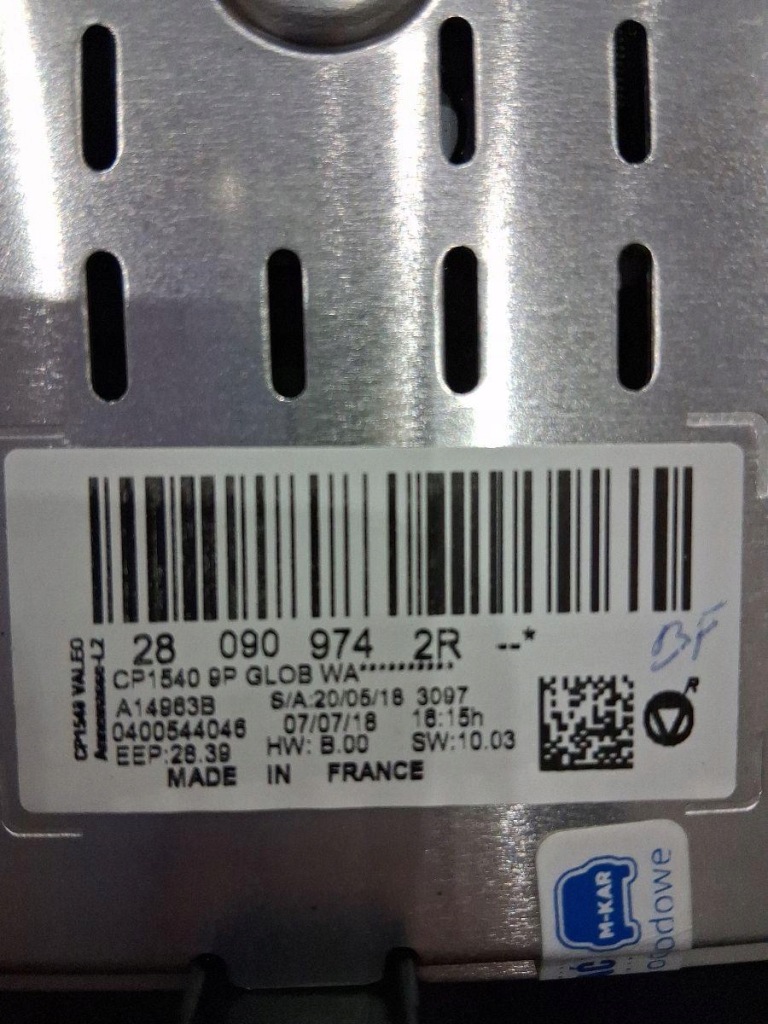 28 090 974 2R --*
CP1540 9P GLOB WA**********
A14963B S/A:20/05/18 3097
0400544046 07/07/18 16:15h
EEP:28.39 HW: B.00 SW:10.03
MADE IN FRANCE
CP1540 VALEO
BF
R
M-KAR